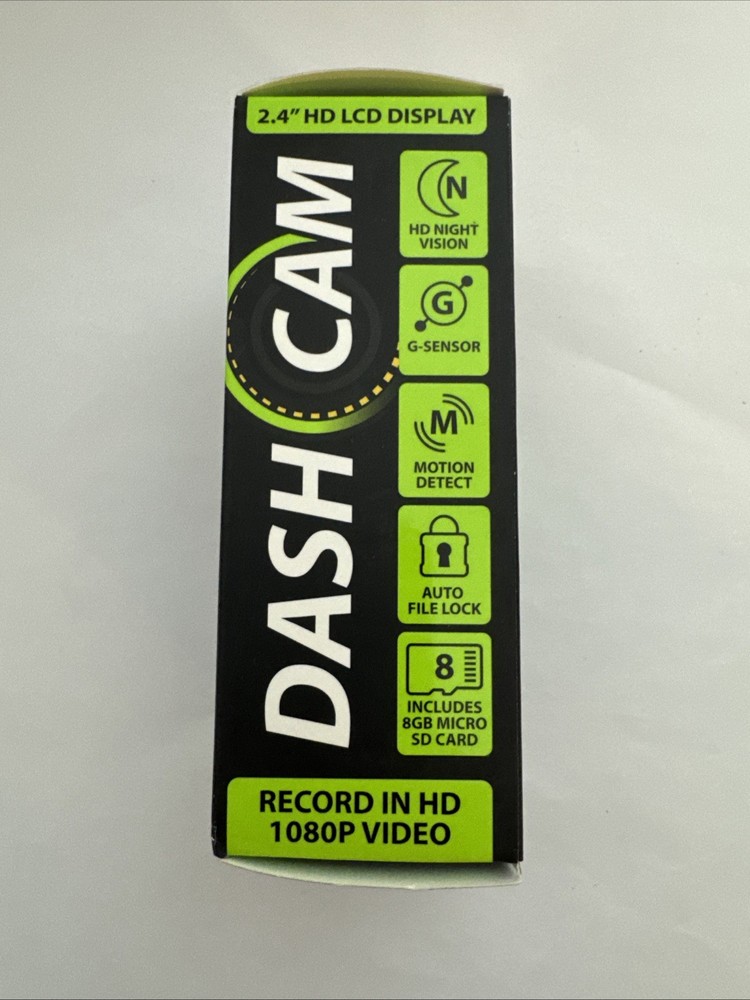 2.4" HD LCD DISPLAY
DASH CAM
N
HD NIGHT
VISION
G
G-SENSOR
M
MOTION
DETECT
AUTO
FILE LOCK
8
INCLUDES
8GB MICRO
SD CARD
RECORD IN HD
1080P VIDEO